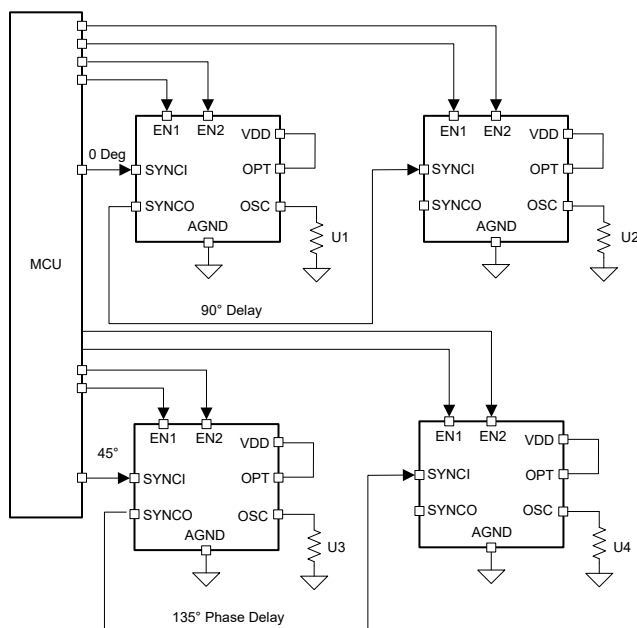 EN1 EN2
VDD
0 Deg
SYNCI
OPT
SYNCO
OSC
AGND
U1
EN1 EN2
VDD
SYNCI
OPT
SYNCO
OSC
AGND
U2
MCU
90° Delay
EN1 EN2
VDD
45°
SYNCI
OPT
SYNCO
OSC
AGND
U3
EN1 EN2
VDD
SYNCI
OPT
SYNCO
OSC
AGND
U4
135° Phase Delay